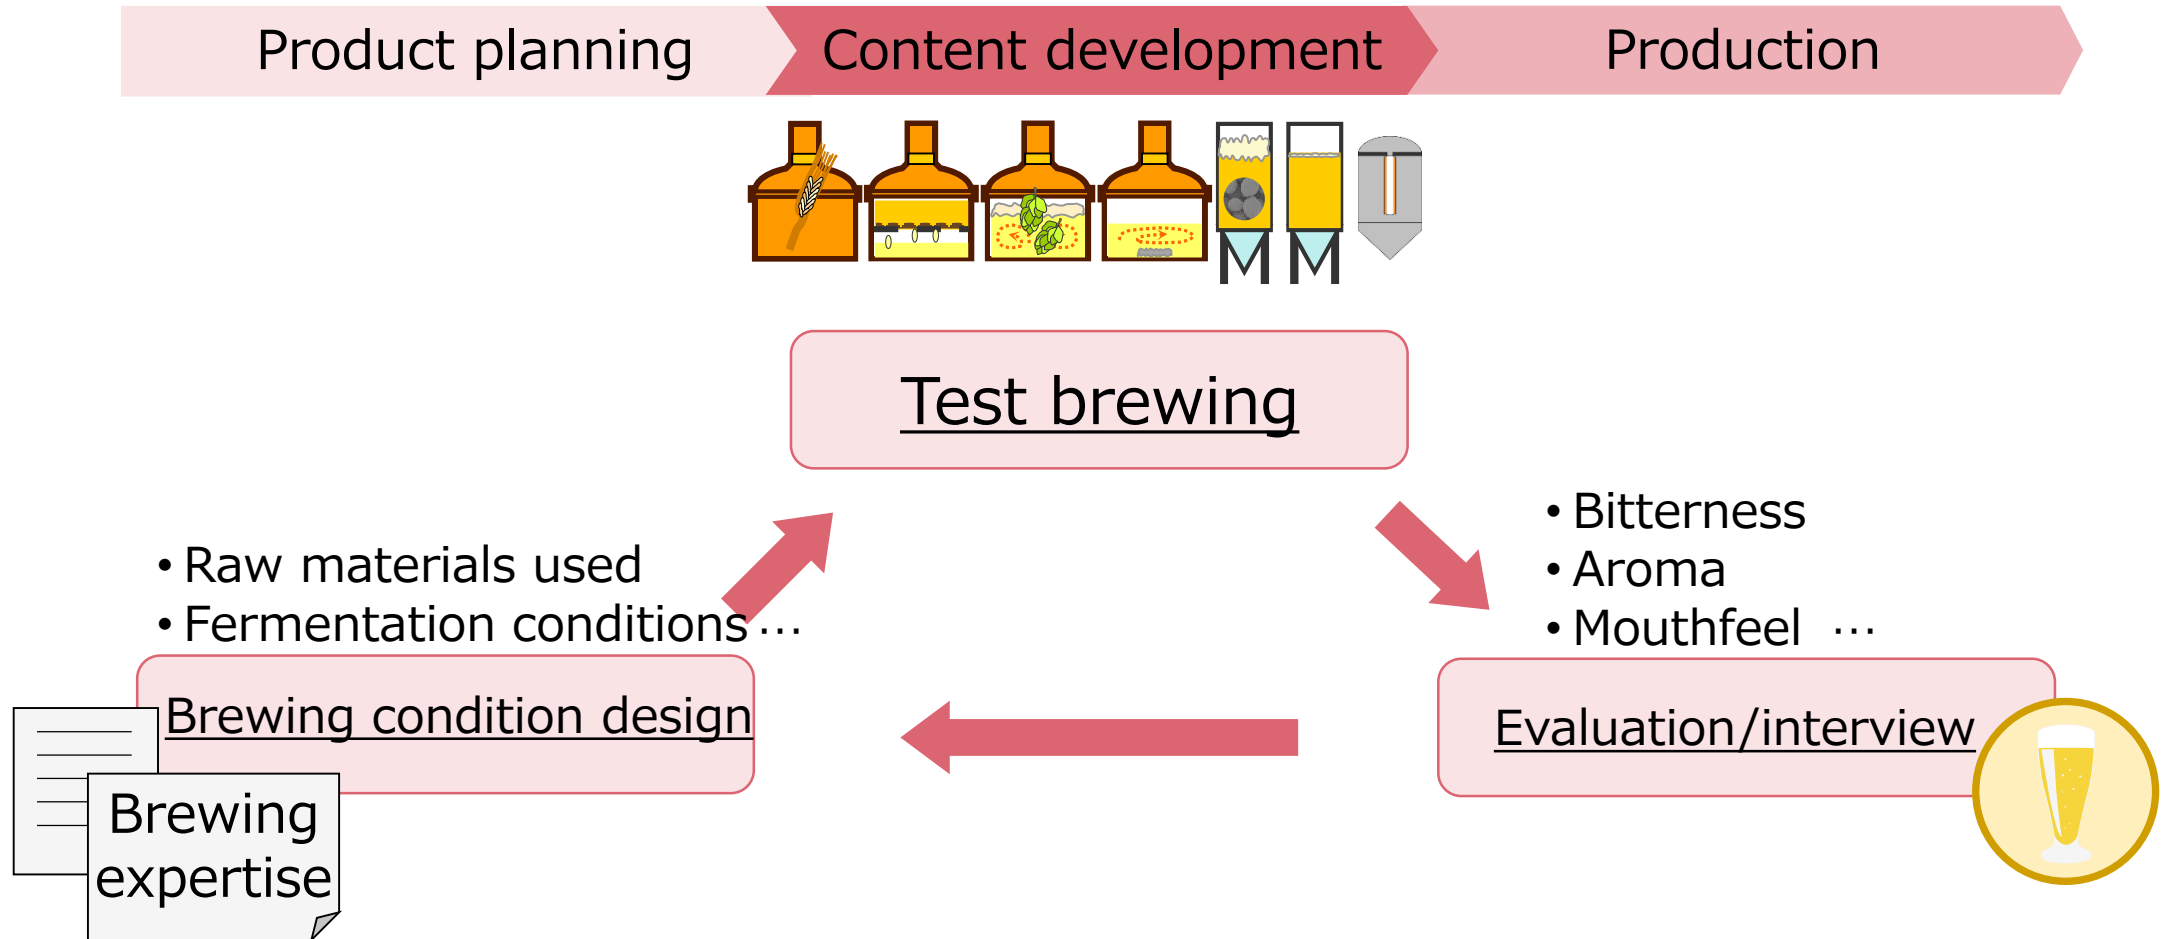 Product planning
Content development
Production
Test brewing
• Raw materials used
• Fermentation conditions …
Brewing condition design
Brewing
expertise
• Bitterness
• Aroma
• Mouthfeel …
Evaluation/interview